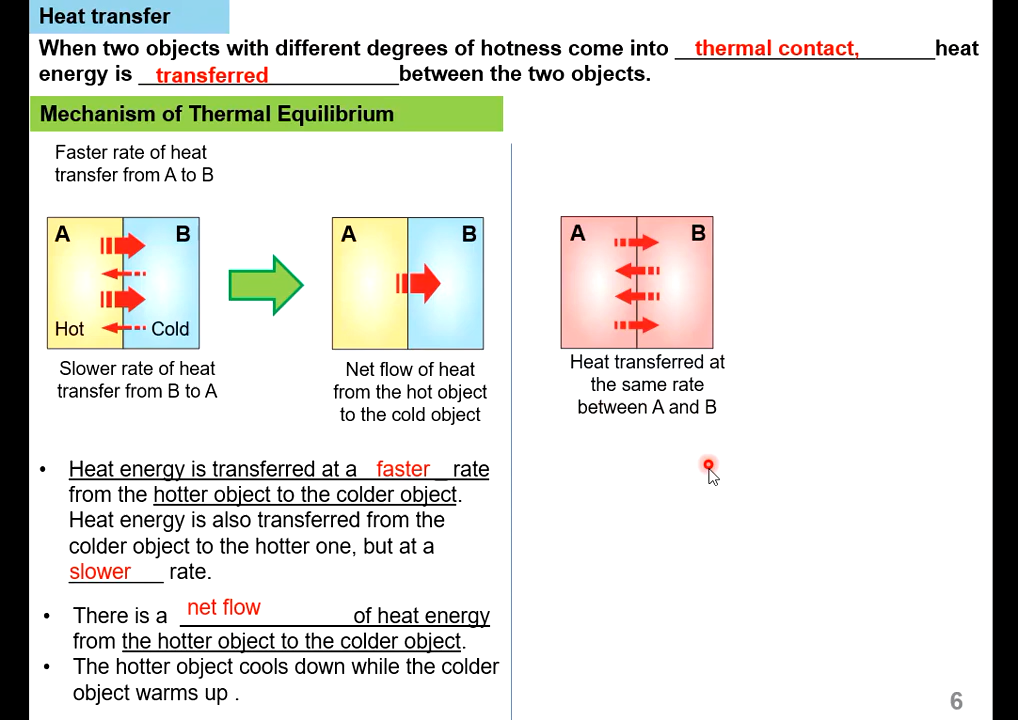 Heat transfer
When two objects with different degrees of hotness come into thermal contact, heat
energy is transferred between the two objects.
Mechanism of Thermal Equilibrium
Faster rate of heat
transfer from A to B
A B
Hot Cold
Slower rate of heat
transfer from B to A
A B
Net flow of heat
from the hot object
to the cold object
A B
Heat transferred at
the same rate
between A and B
• Heat energy is transferred at a faster _ rate
from the hotter object to the colder object.
Heat energy is also transferred from the
colder object to the hotter one, but at a
slower rate.
• There is a net flow of heat energy
from the hotter object to the colder object.
• The hotter object cools down while the colder
object warms up .
6